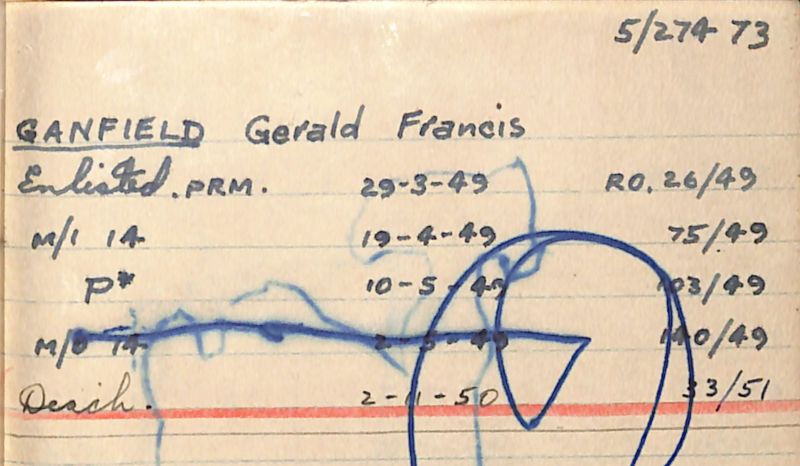 5/274 73
GANFIELD Gerald Francis
Enlisted. PRM. 29-3-49 RO. 26/49
M/I 14 19-4-49 75/49
P* 10-5-49 103/49
M/O 14 140/49
Disch. 2-11-50 33/51